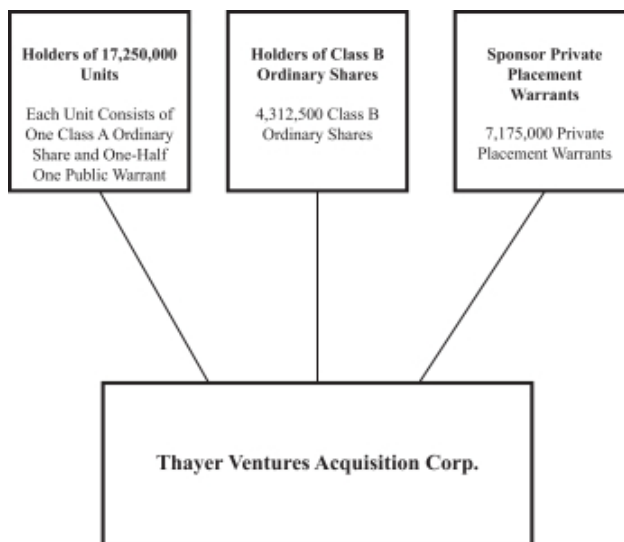 Holders of 17,250,000
Units
Each Unit Consists of
One Class A Ordinary
Share and One-Half
One Public Warrant
Holders of Class B
Ordinary Shares
4,312,500 Class B
Ordinary Shares
Sponsor Private
Placement
Warrants
7,175,000 Private
Placement Warrants
Thayer Ventures Acquisition Corp.